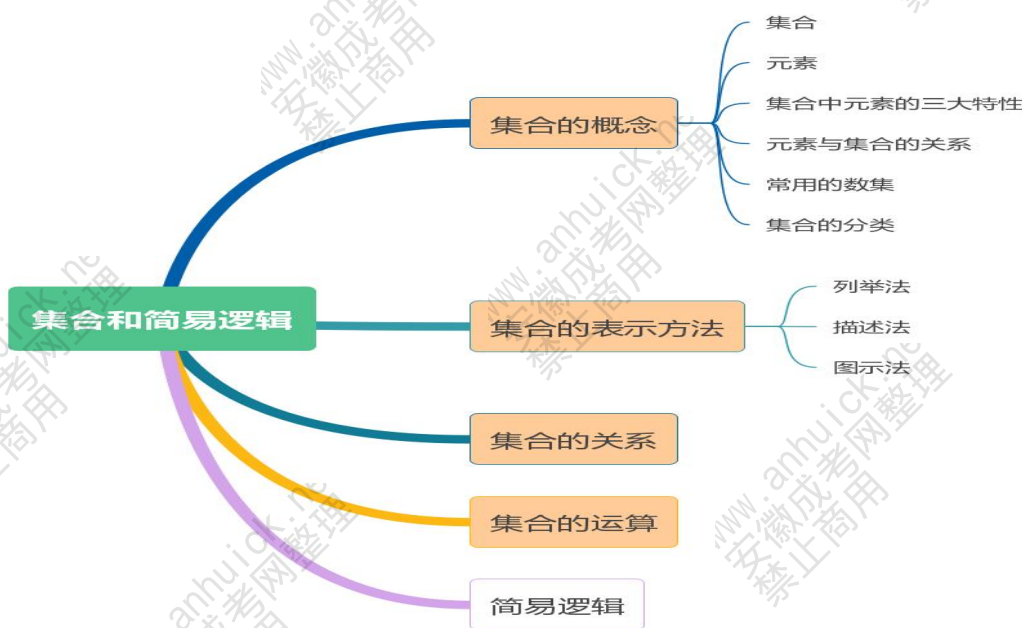 集合和简易逻辑
集合的概念
集合
元素
集合中元素的三大特性
元素与集合的关系
常用的数集
集合的分类
集合的表示方法
列举法
描述法
图示法
集合的关系
集合的运算
简易逻辑
www.anhuick.ne
安徽成考网整理
禁止商用